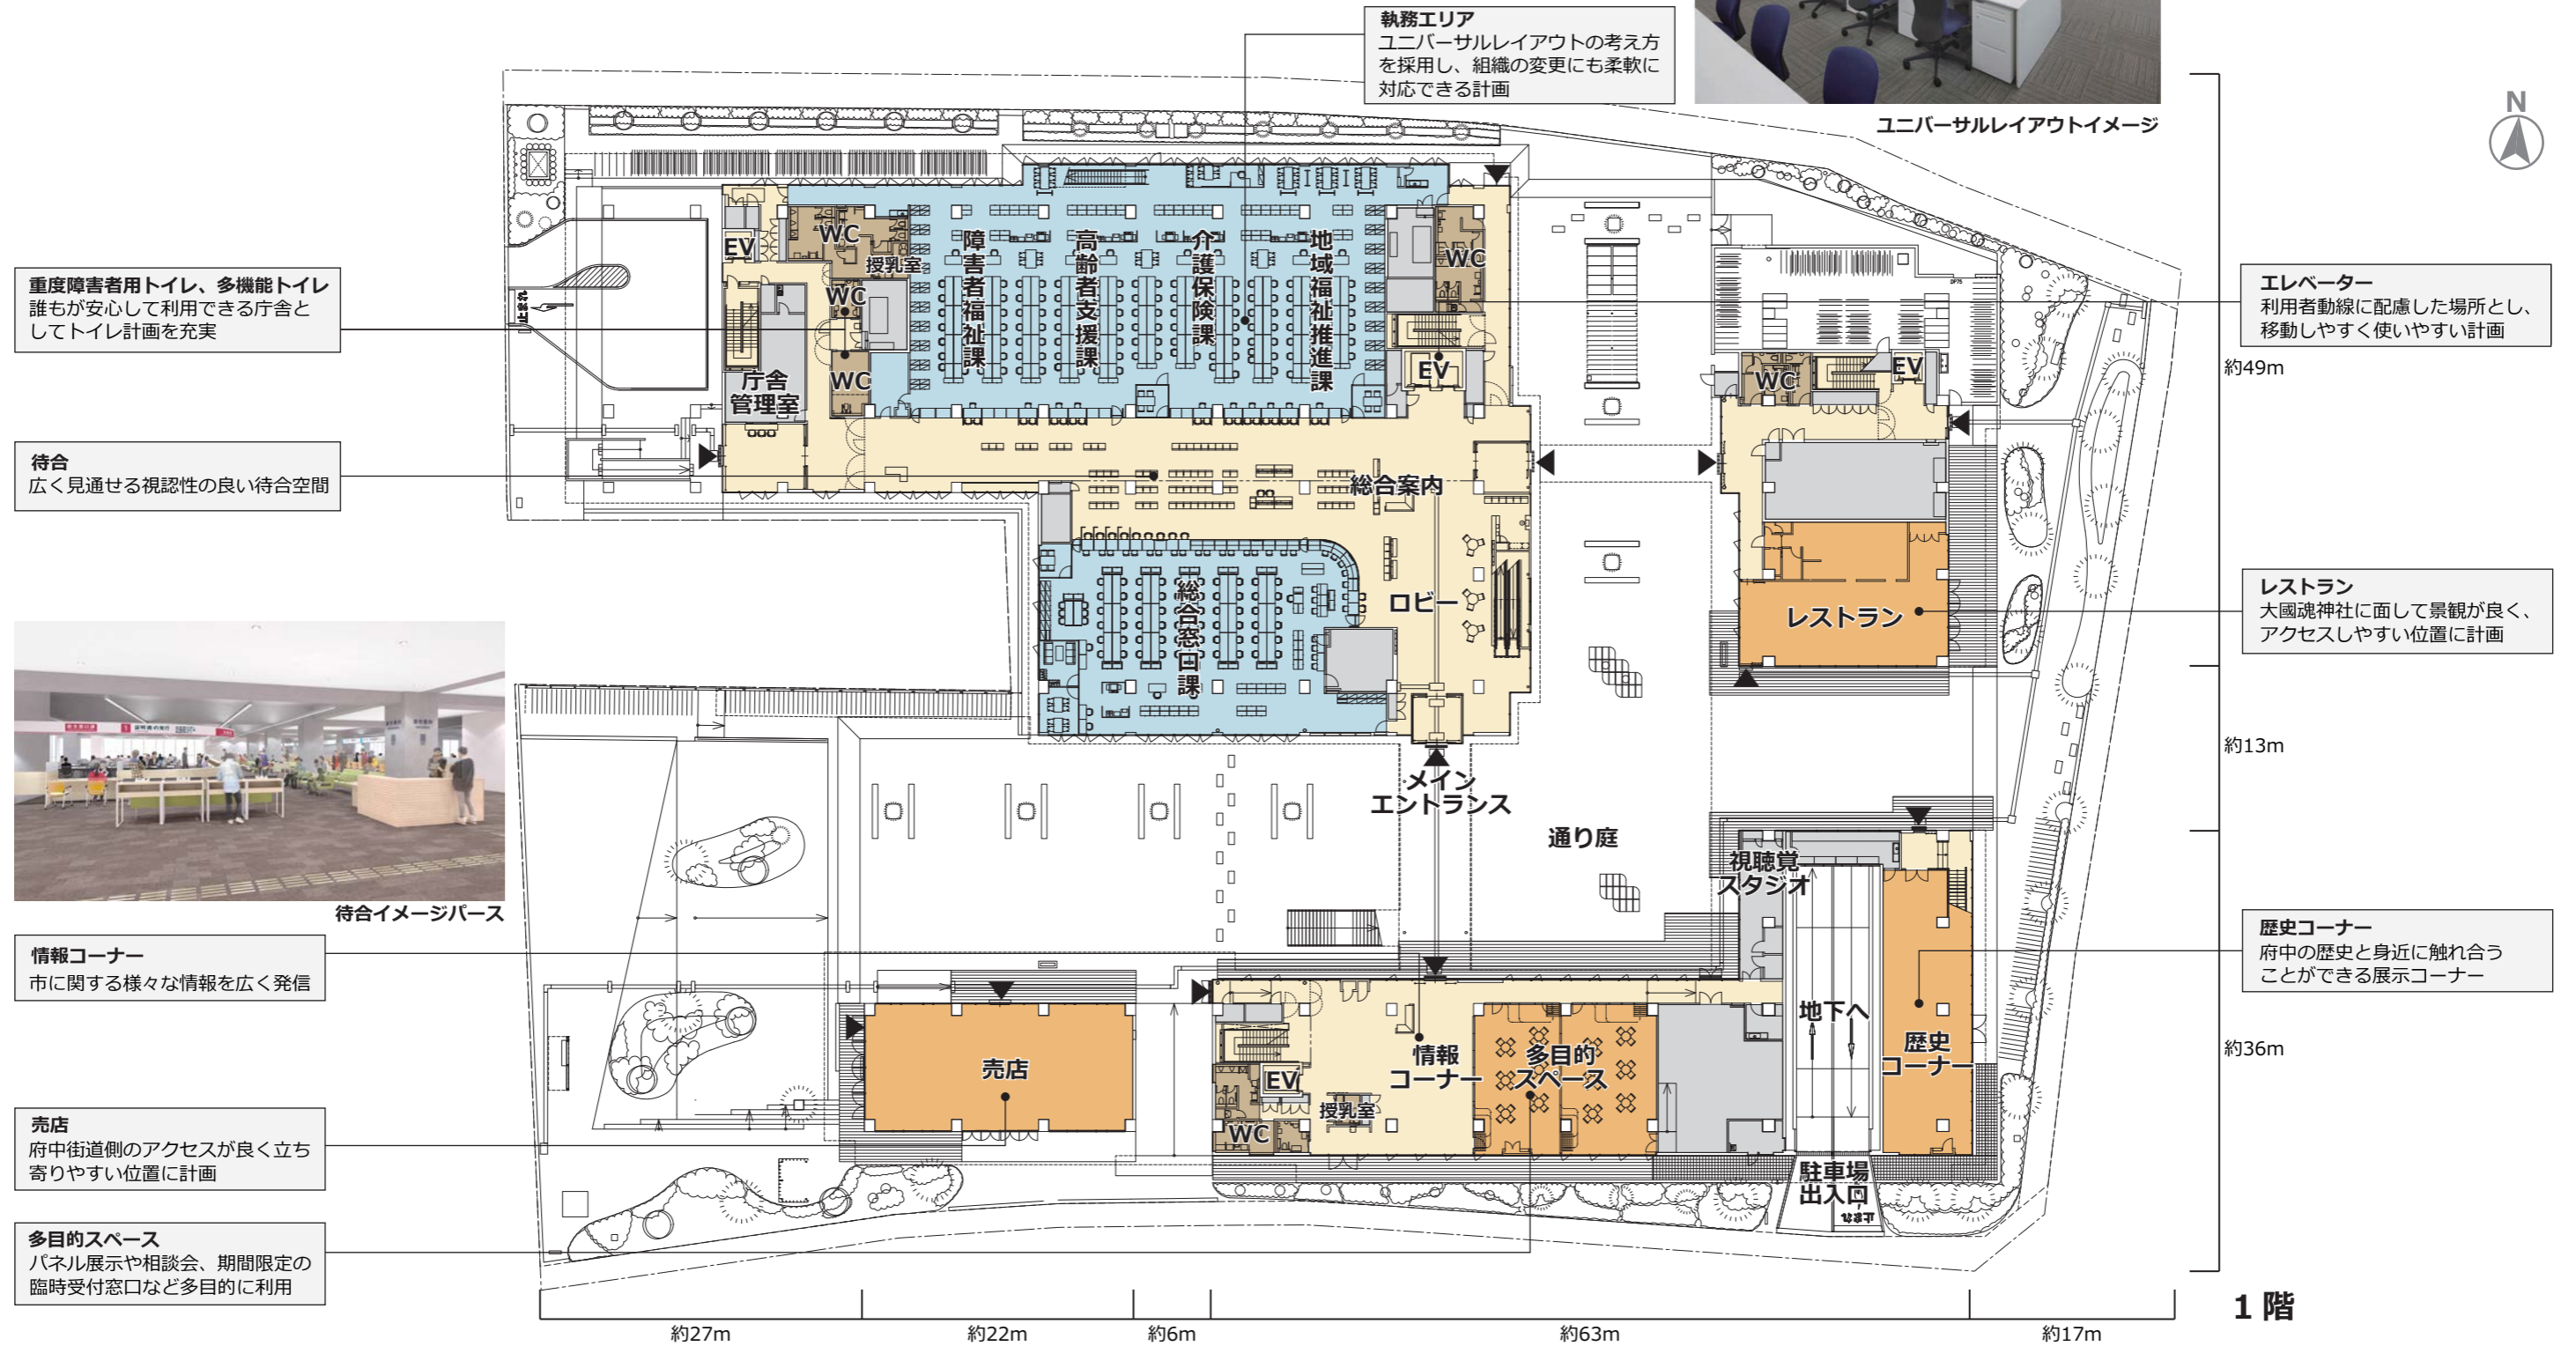 執務エリア
ユニバーサルレイアウトの考え方
を採用し、組織の変更にも柔軟に
対応できる計画
ユニバーサルレイアウトイメージ
N
重度障害者用トイレ、多機能トイレ
誰もが安心して利用できる庁舎と
してトイレ計画を充実
待合
広く見通せる視認性の良い待合空間
待合イメージパース
情報コーナー
市に関する様々な情報を広く発信
売店
府中街道側のアクセスが良く立ち
寄りやすい位置に計画
多目的スペース
パネル展示や相談会、期間限定の
臨時受付窓口など多目的に利用
EV
WC
授乳室
WC
WC
庁舎
管理室
障害者福祉課
高齢者支援課
介護保険課
地域福祉推進課
WC
EV
WC
EV
止まれ
総合案内
総合窓口課
ロビー
レストラン
メイン
エントランス
通り庭
視聴覚
スタジオ
地下へ
歴史
コーナー
売店
EV
WC
授乳室
情報
コーナー
多目的
スペース
駐車場
出入口
止まれ
エレベーター
利用者動線に配慮した場所とし、
移動しやすく使いやすい計画
レストラン
大國魂神社に面して景観が良く、
アクセスしやすい位置に計画
歴史コーナー
府中の歴史と身近に触れ合う
ことができる展示コーナー
約49m
約13m
約36m
1 階
約27m
約22m
約6m
約63m
約17m